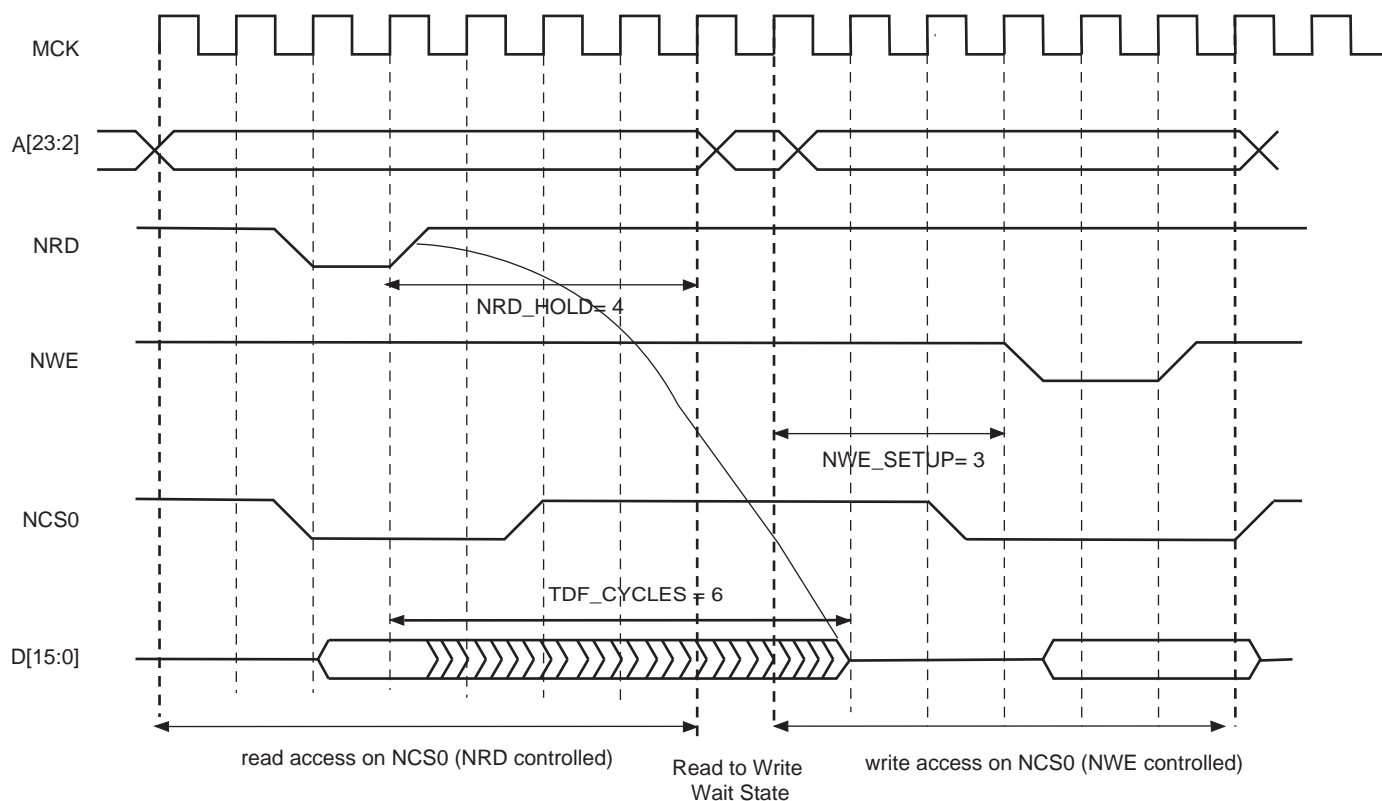 MCK
A[23:2]
NRD
NRD_HOLD= 4
NWE
NWE_SETUP= 3
NCS0
TDF_CYCLES = 6
D[15:0]
read access on NCS0 (NRD controlled)
Read to Write
Wait State
write access on NCS0 (NWE controlled)